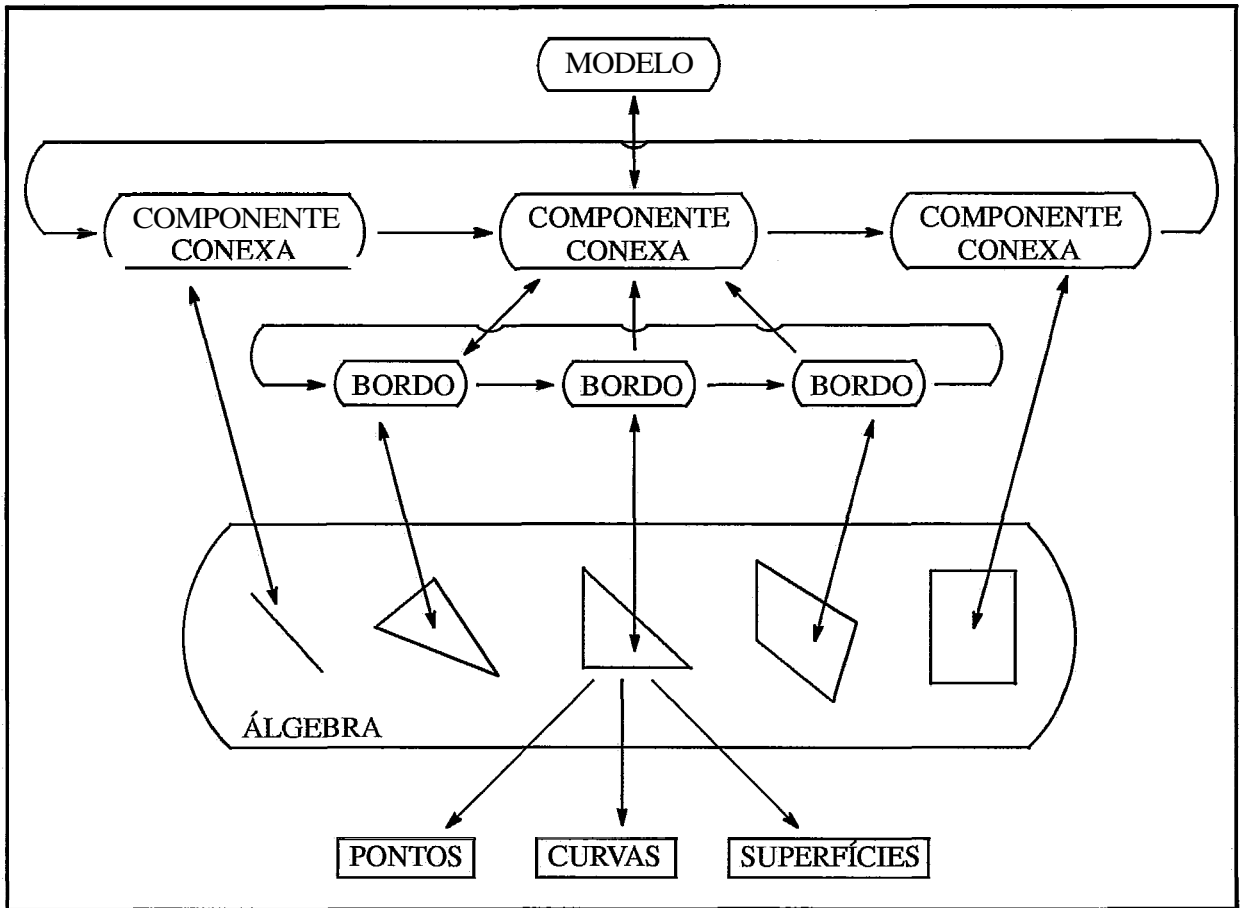 MODELO
COMPONENTE
CONEXA
COMPONENTE
CONEXA
COMPONENTE
CONEXA
BORDO
BORDO
BORDO
ÁLGEBRA
PONTOS
CURVAS
SUPERFÍCIES